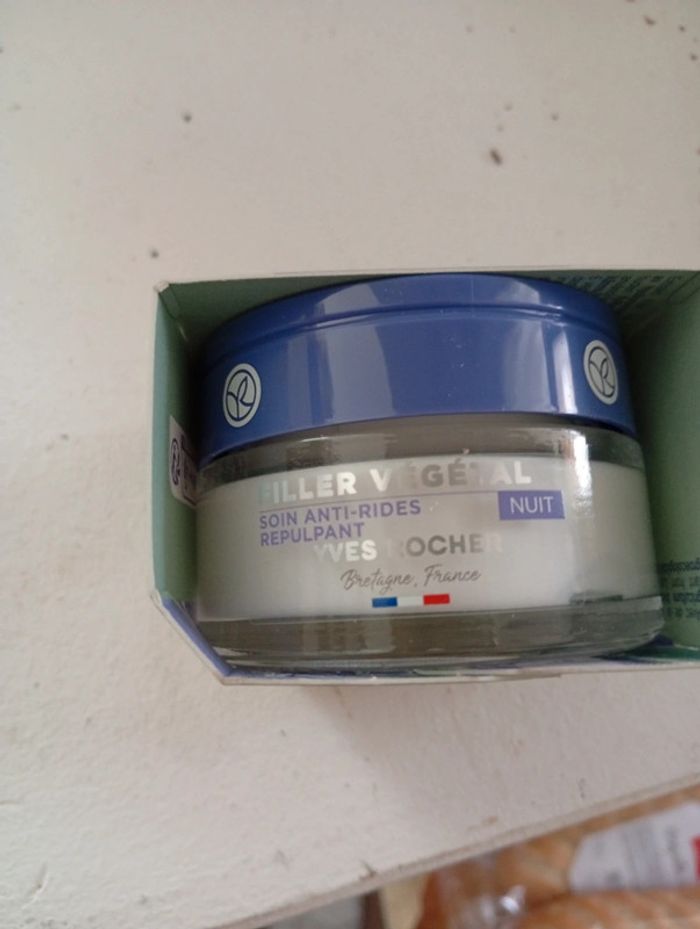 FILLER VÉGÉTAL
SOIN ANTI-RIDES
REPULPANT
NUIT
YVES ROCHER
Bretagne, France